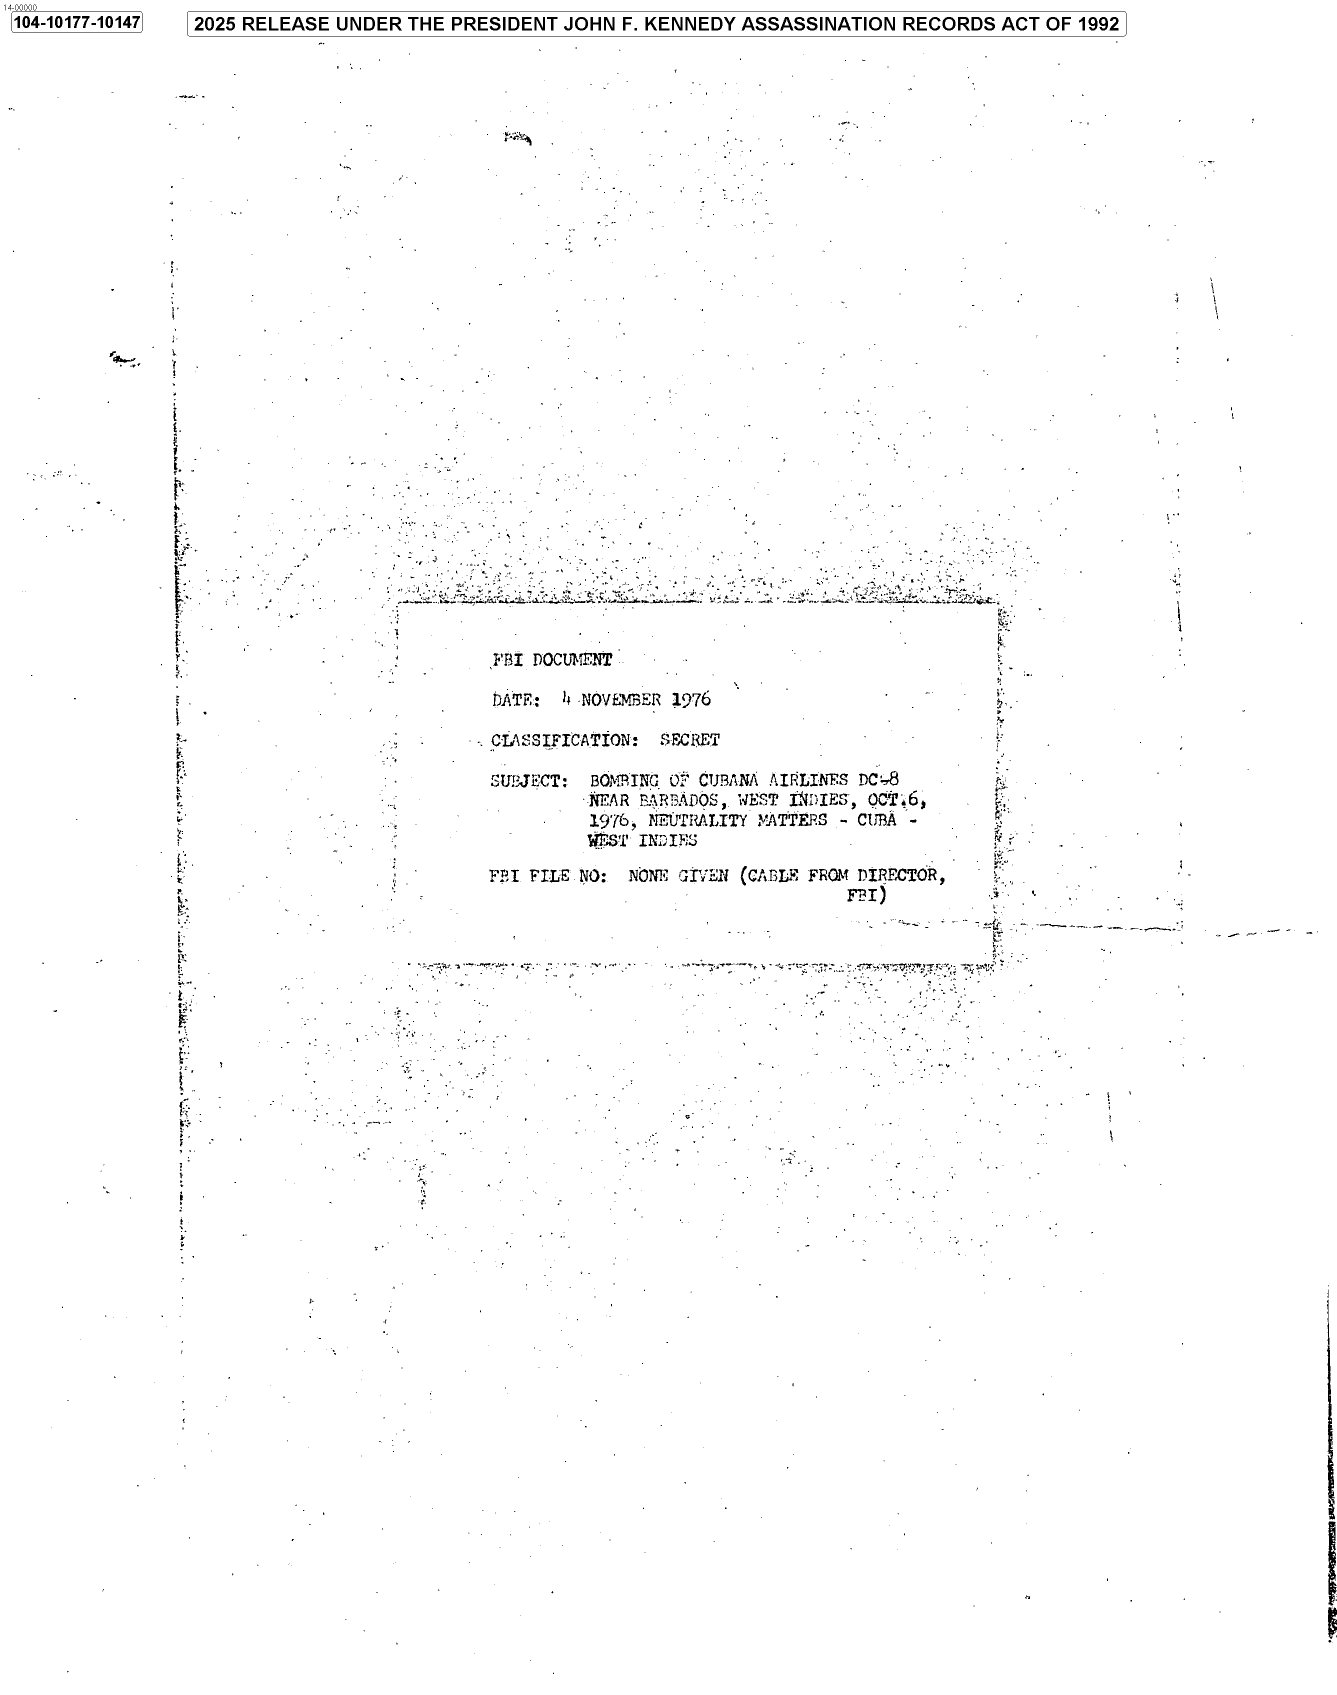 14-00000
104-10177-10147
2025 RELEASE UNDER THE PRESIDENT JOHN F. KENNEDY ASSASSINATION RECORDS ACT OF 1992
FBI DOCUMENT
DATE: 4 NOVEMBER 1976
CLASSIFICATION: SECRET
SUBJECT: BOMBING OF CUBANA AIRLINES DC-8
NEAR BARBADOS, WEST INDIES, OCT.6,
1976, NEUTRALITY MATTERS - CUBA -
WEST INDIES
FBI FILE NO: NONE GIVEN (CABLE FROM DIRECTOR,
FBI)